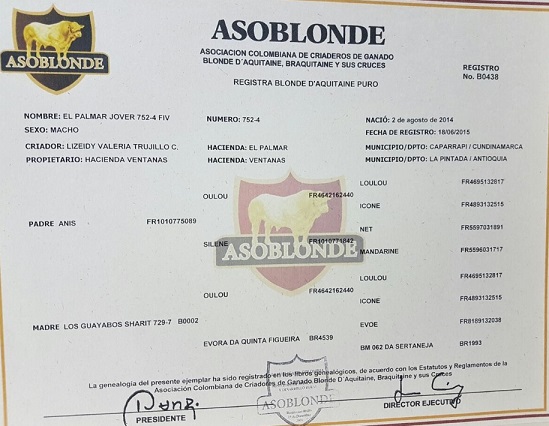 ASOBLONDE
ASOBLONDE
ASOCIACION COLOMBIANA DE CRIADEROS DE GANADO
BLONDE D'AQUITAINE, BRAQUITAINE Y SUS CRUCES
REGISTRO
No. B0438
REGISTRA BLONDE D'AQUITAINE PURO
NOMBRE: EL PALMAR JOVER 752-4 FIV NUMERO: 752-4 NACIÓ: 2 de agosto de 2014
SEXO: MACHO FECHA DE REGISTRO: 18/06/2015
CRIADOR: LIZEIDY VALERIA TRUJILLO C. HACIENDA: EL PALMAR MUNICIPIO/DPTO: CAPARRAPI / CUNDINAMARCA
PROPIETARIO: HACIENDA VENTANAS HACIENDA: VENTANAS MUNICIPIO/DPTO: LA PINTADA / ANTIOQUIA
LOULOU FR4695132817
OULOU FR4642162440
ICONE FR4893132515
PADRE ANIS FR1010775089
NET FR5597031891
SILENE FR1010771842
ASOBLONDE
MANDARINE FR5596031717
LOULOU FR4695132817
OULOU FR4642162440
ICONE FR4893132515
MADRE LOS GUAYABOS SHARIT 729-7 B0002
EVOE FR8189132038
EVORA DA QUINTA FIGUEIRA BR4539
BM 062 DA SERTANEJA BR1993
La genealogía del presente ejemplar ha sido registrado en los libros genealógicos, de acuerdo con los Estatutos y Reglamentos de la
Asociación Colombiana de Criaderos de Ganado Blonde D'Aquitaine, Braquitaine y sus Cruces
ASOBLONDE
PRESIDENTE DIRECTOR EJECUTIVO